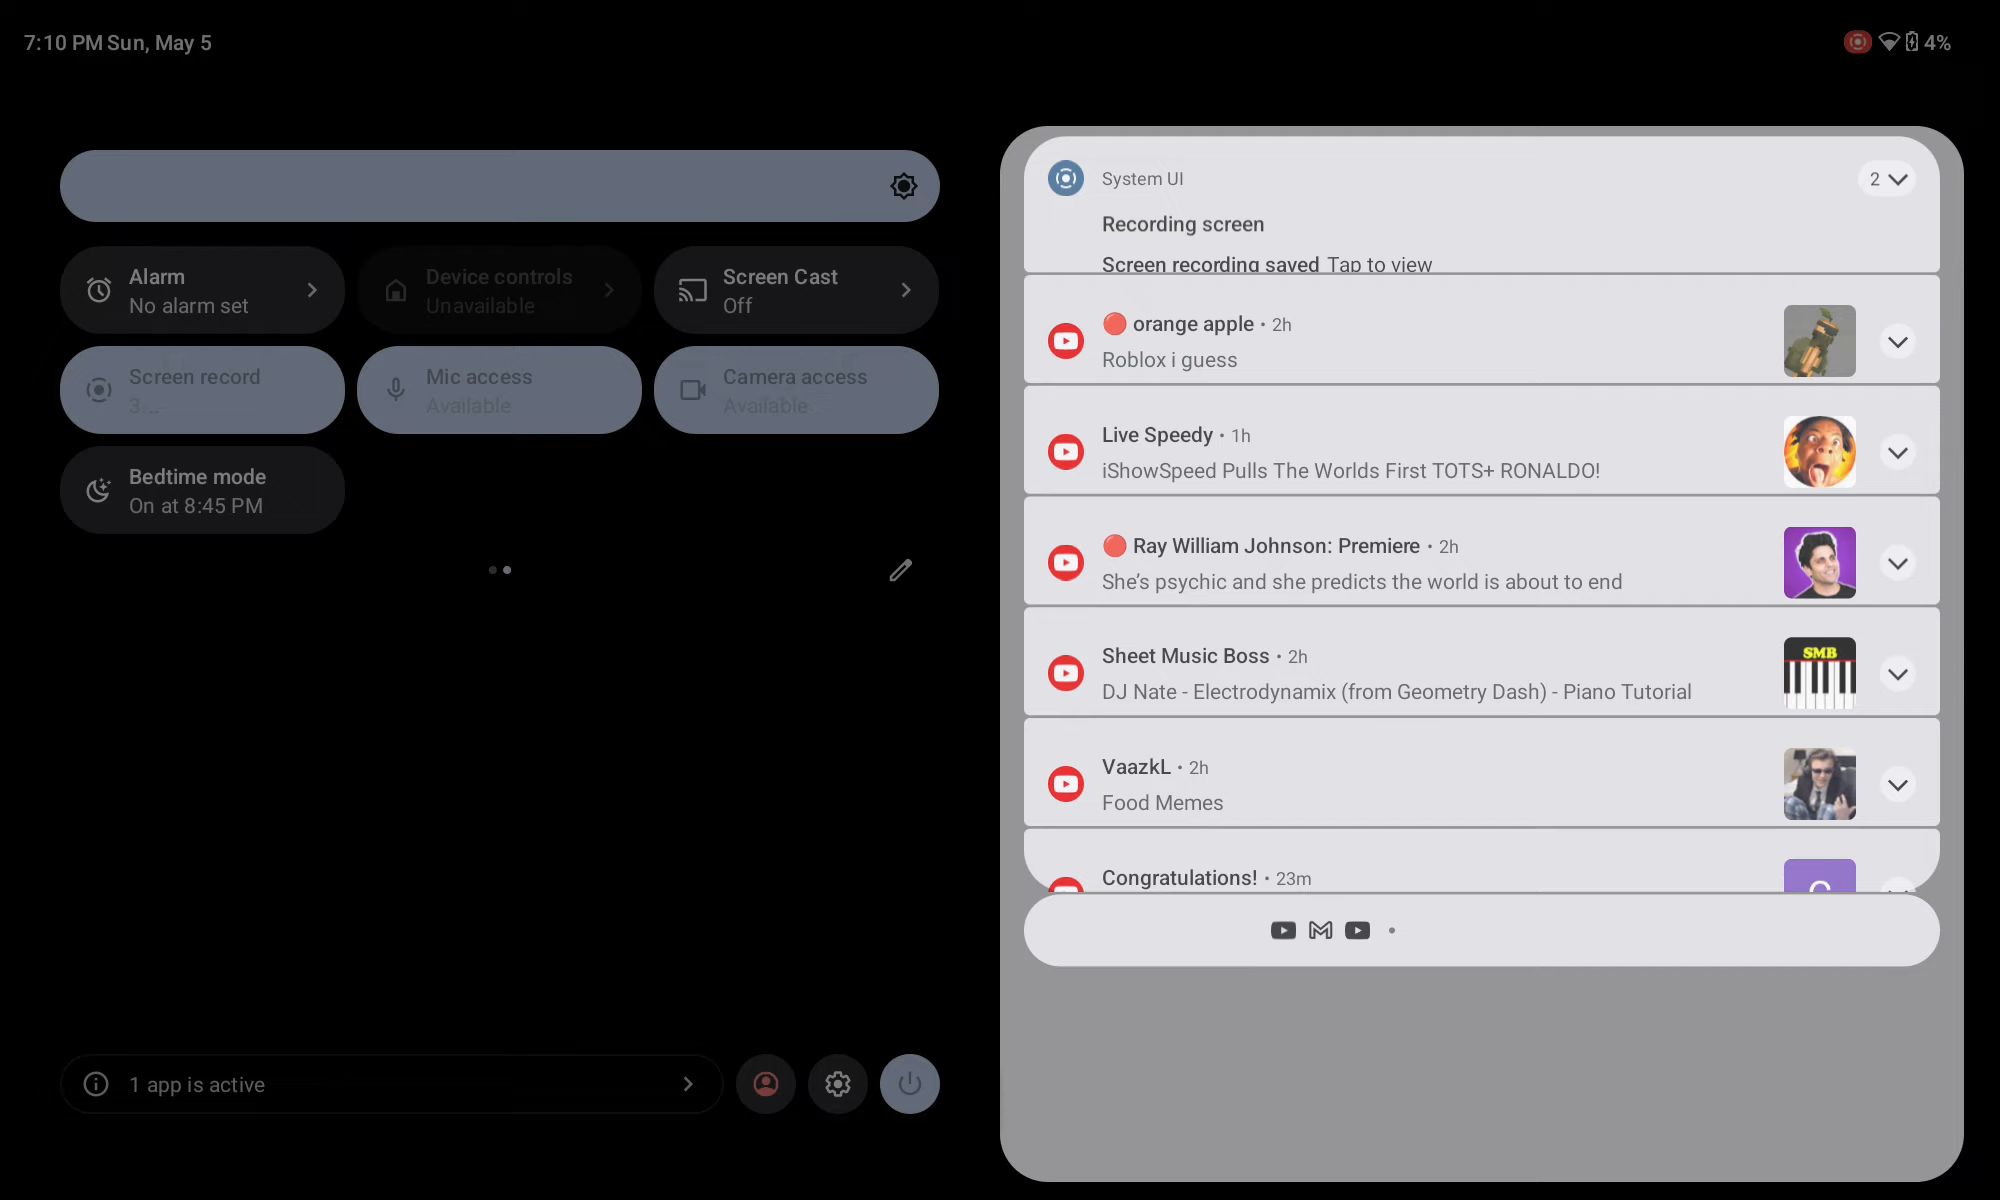 7:10 PM Sun, May 5
4%
Alarm
No alarm set
Device controls
Unavailable
Screen Cast
Off
Screen record
3...
Mic access
Available
Camera access
Available
Bedtime mode
On at 8:45 PM
1 app is active
System UI
2
Recording screen
Screen recording saved Tap to view
🔴 orange apple • 2h
Roblox i guess
Live Speedy • 1h
iShowSpeed Pulls The Worlds First TOTS+ RONALDO!
🔴 Ray William Johnson: Premiere • 2h
She’s psychic and she predicts the world is about to end
Sheet Music Boss • 2h
SMB
DJ Nate - Electrodynamix (from Geometry Dash) - Piano Tutorial
VaazkL • 2h
Food Memes
Congratulations! • 23m